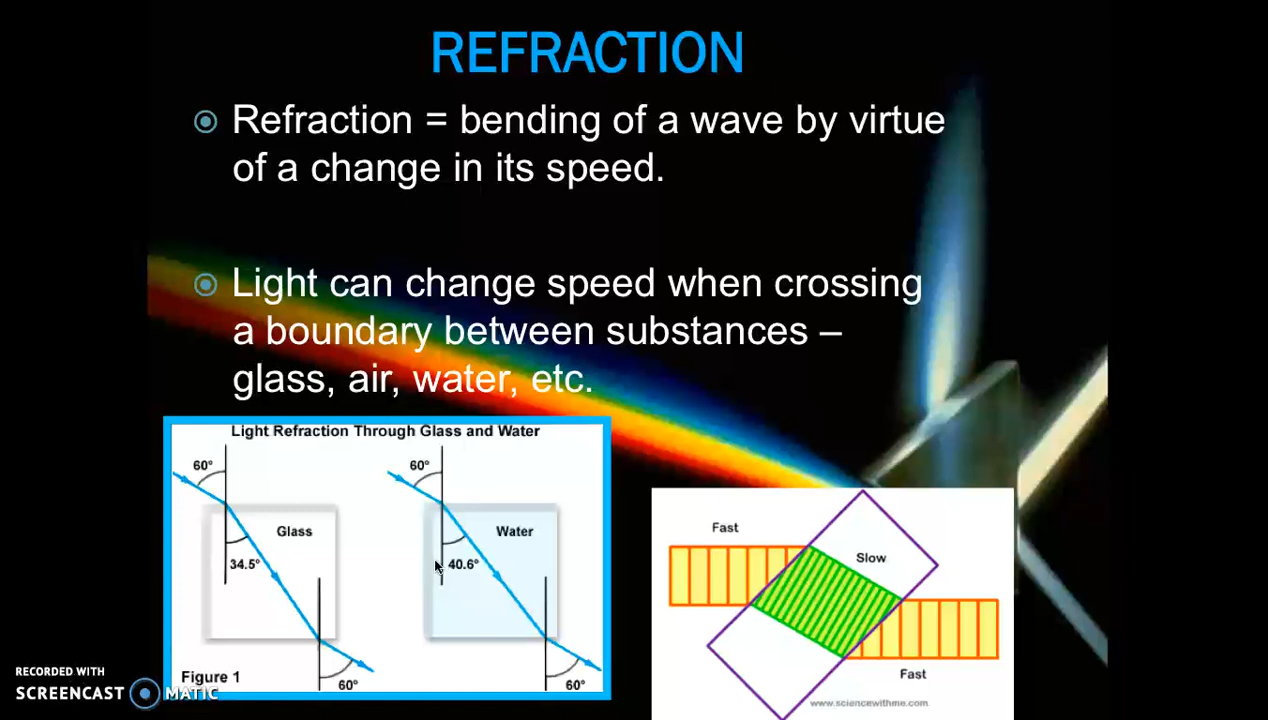 REFRACTION
Refraction = bending of a wave by virtue
of a change in its speed.
Light can change speed when crossing
a boundary between substances –
glass, air, water, etc.
Light Refraction Through Glass and Water
60°
60°
Glass
Water
34.5°
40.6°
Figure 1
60°
60°
Fast
Slow
Fast
www.sciencewithme.com
RECORDED WITH
SCREENCAST MATIC